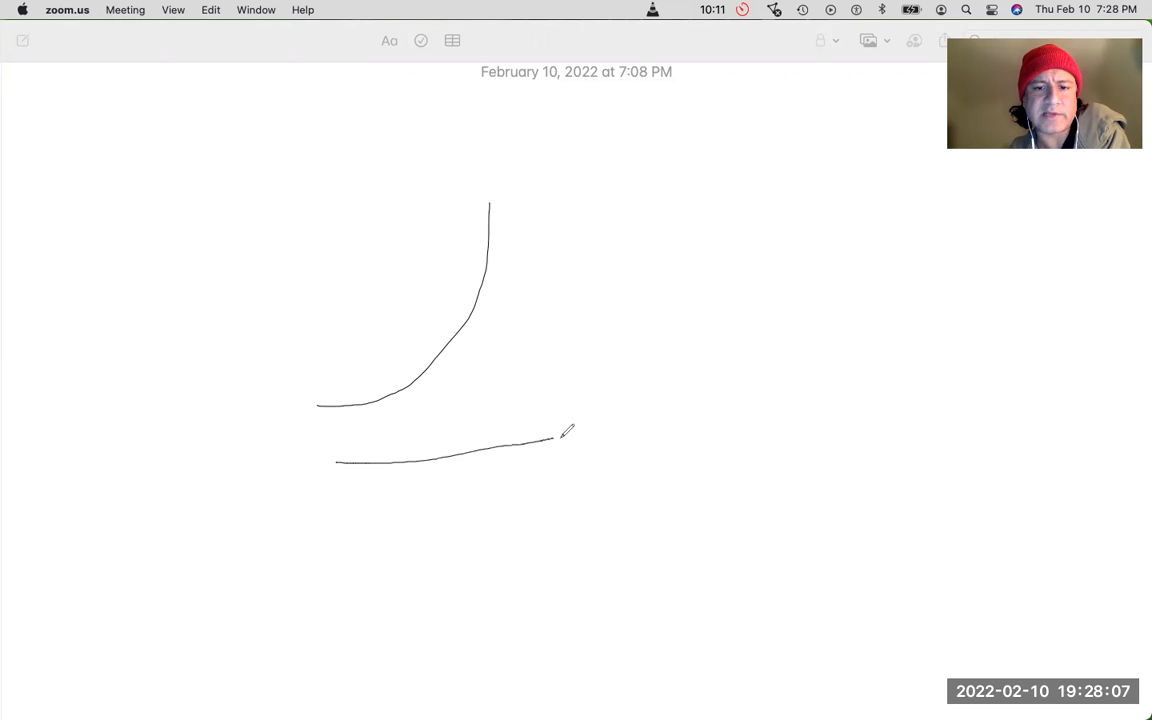 zoom.us Meeting View Edit Window Help 10:11 Thu Feb 10 7:28 PM
Aa
February 10, 2022 at 7:08 PM
2022-02-10 19:28:07